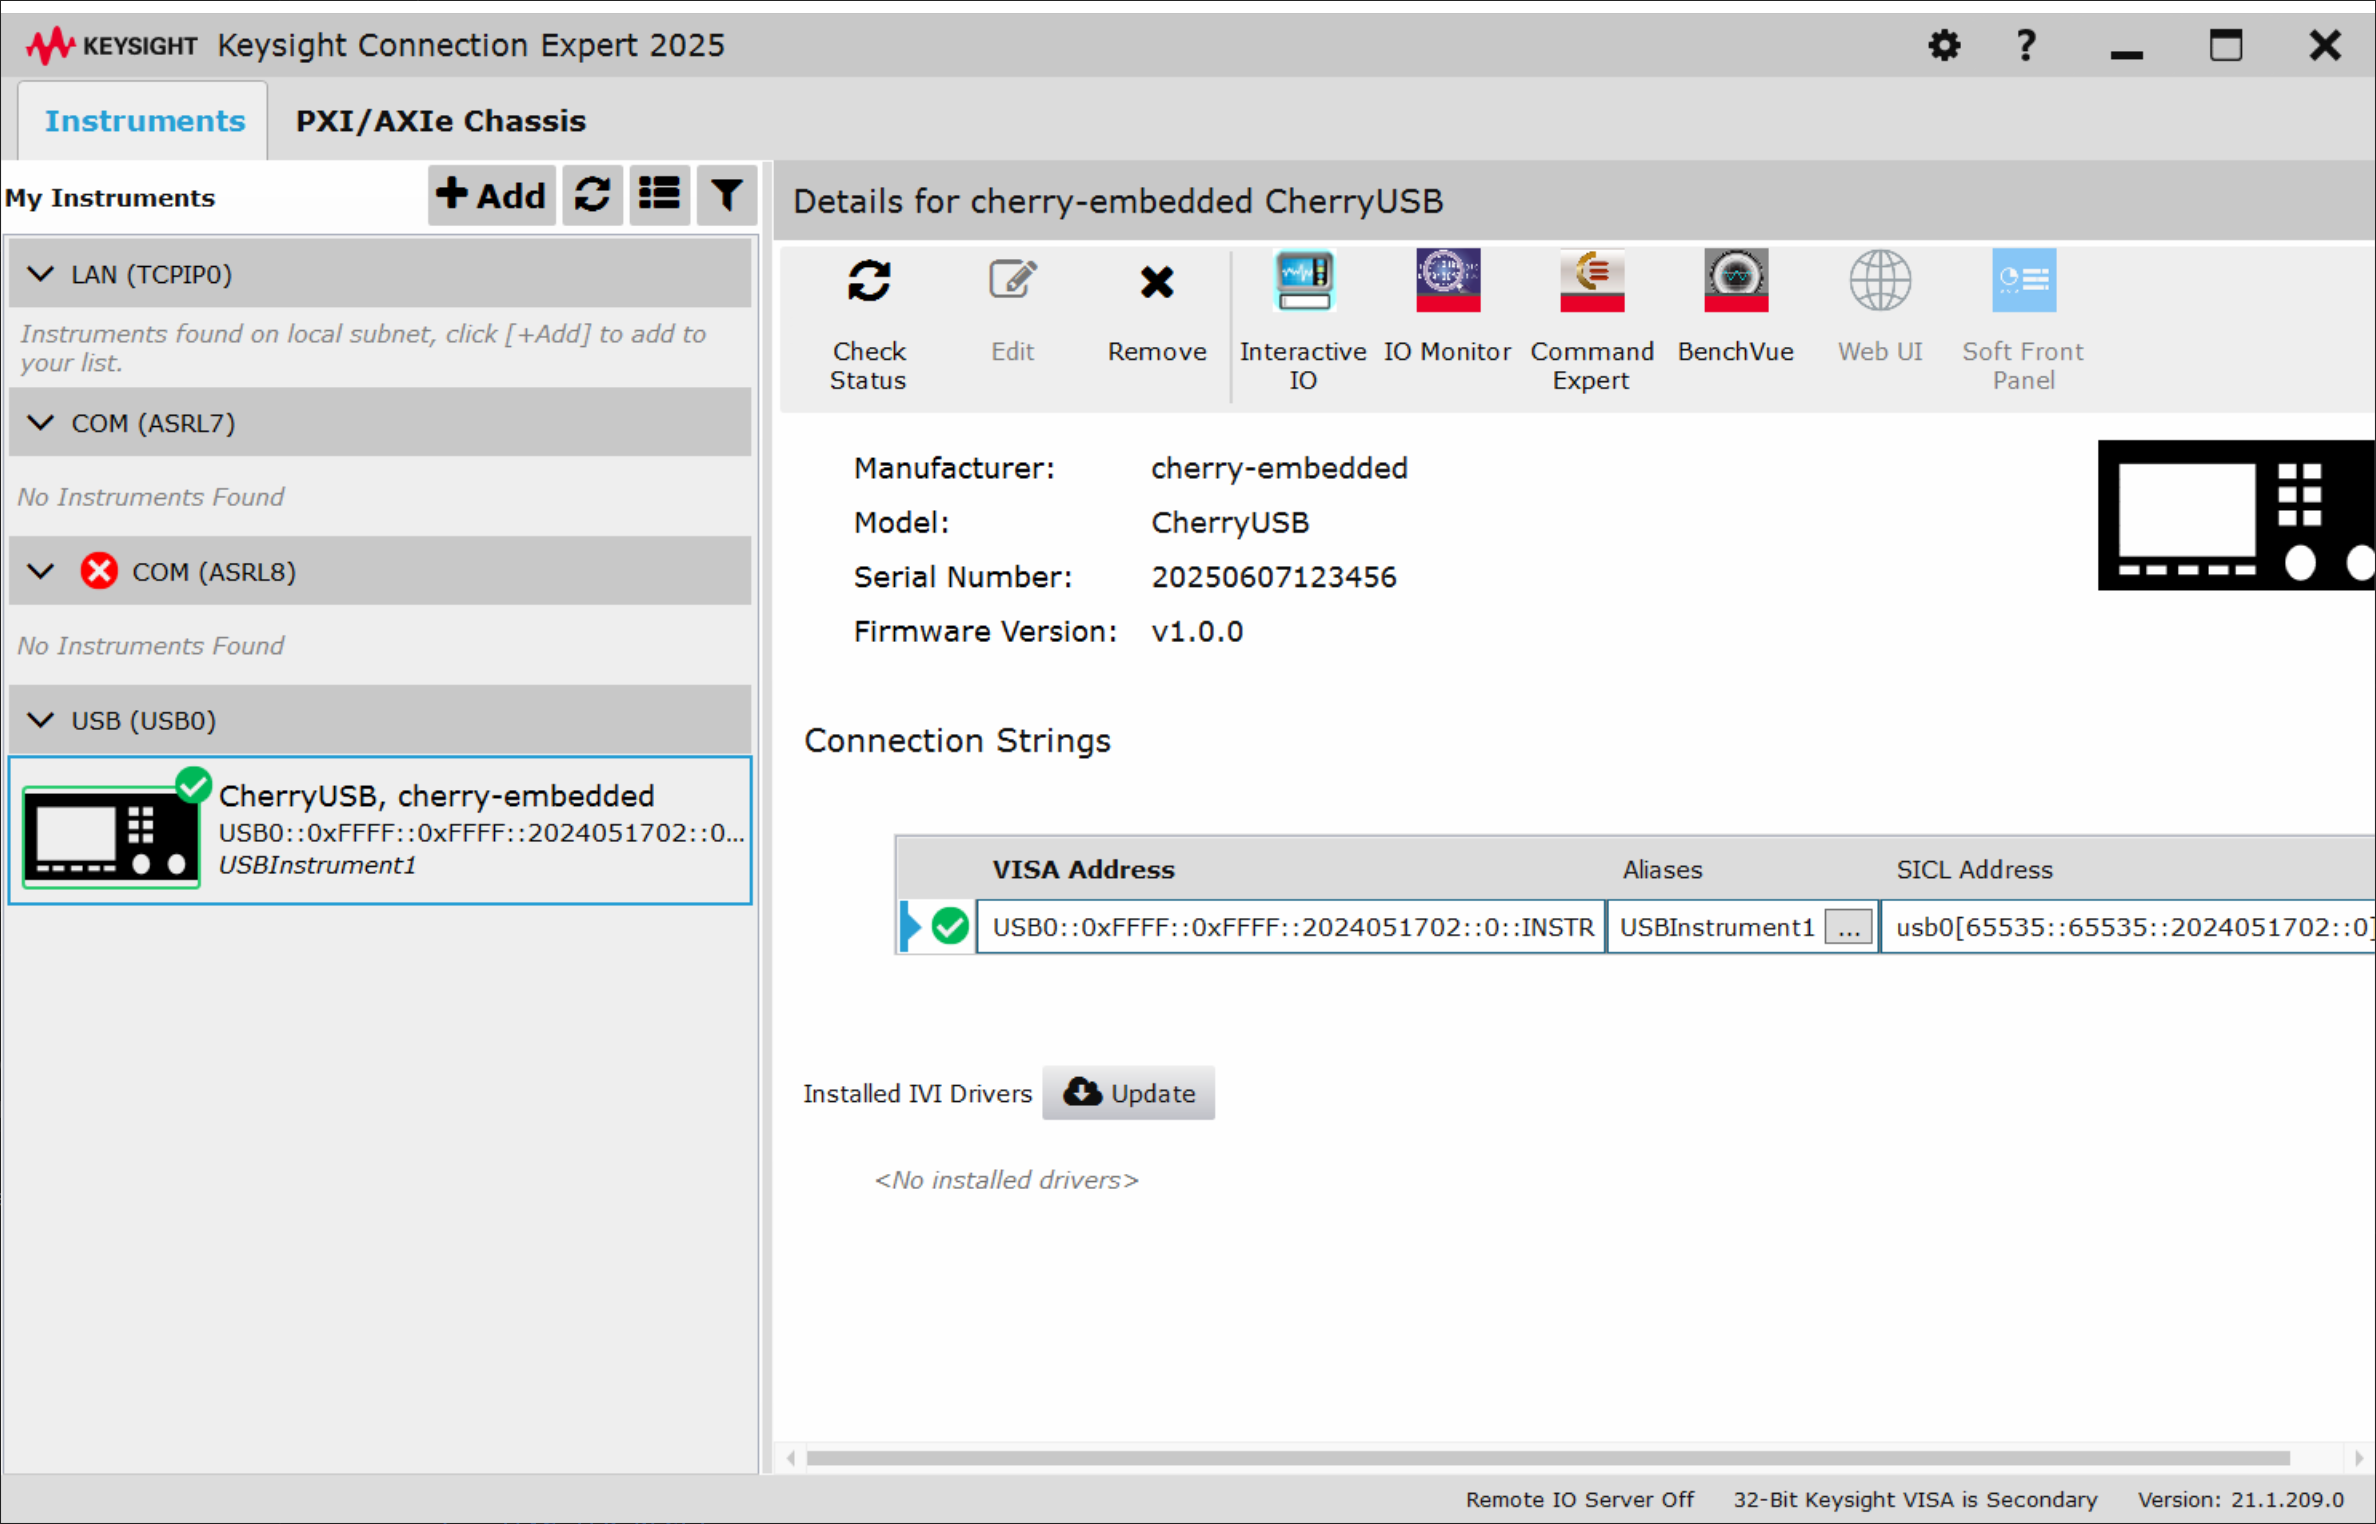 KEYSIGHT Keysight Connection Expert 2025
?
Instruments
PXI/AXIe Chassis
My Instruments
+ Add
LAN (TCPIP0)
Instruments found on local subnet, click [+Add] to add to
your list.
COM (ASRL7)
No Instruments Found
COM (ASRL8)
No Instruments Found
USB (USB0)
CherryUSB, cherry-embedded
USB0::0xFFFF::0xFFFF::2024051702::0...
USBInstrument1
Details for cherry-embedded CherryUSB
Check
Status
Edit
Remove
Interactive
IO
IO Monitor
Command
Expert
BenchVue
Web UI
Soft Front
Panel
Manufacturer: cherry-embedded
Model: CherryUSB
Serial Number: 20250607123456
Firmware Version: v1.0.0
Connection Strings
VISA Address Aliases SICL Address
USB0::0xFFFF::0xFFFF::2024051702::0::INSTR USBInstrument1 ... usb0[65535::65535::2024051702::0]
Installed IVI Drivers Update
<No installed drivers>
Remote IO Server Off 32-Bit Keysight VISA is Secondary Version: 21.1.209.0